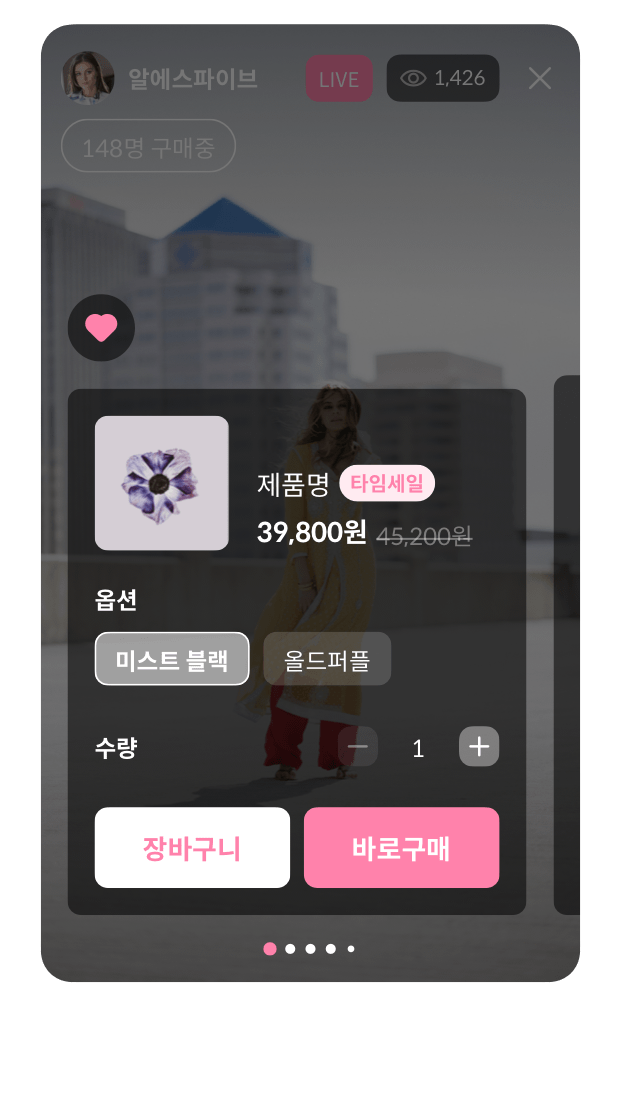 알에스파이브 LIVE 1,426
148명 구매중
제품명 타임세일
39,800원 45,200원
옵션
미스트 블랙 올드퍼플
수량 1
장바구니 바로구매